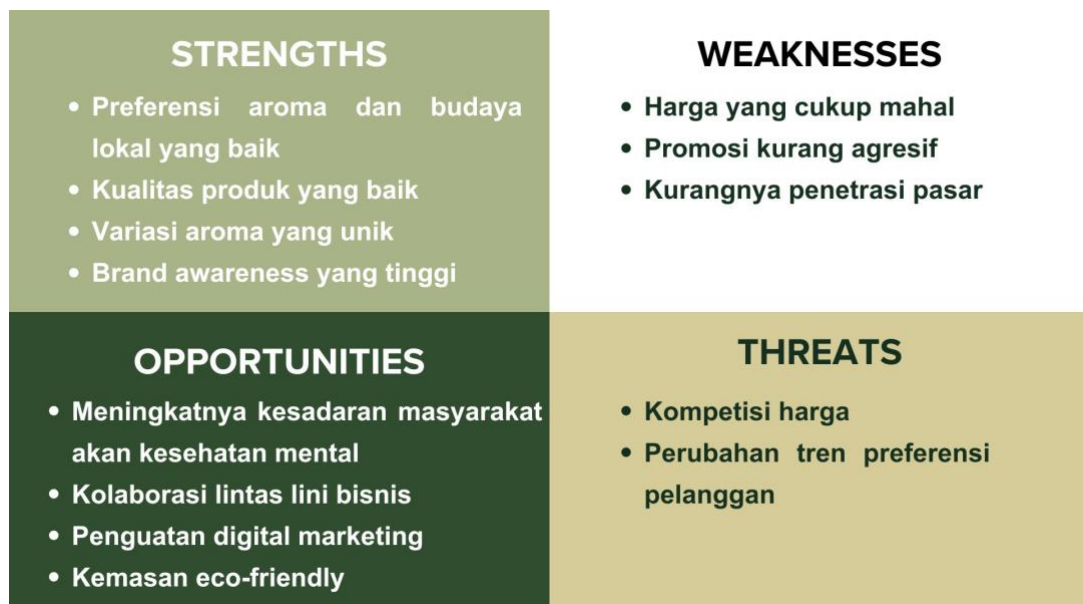 STRENGTHS
• Preferensi aroma dan budaya
lokal yang baik
• Kualitas produk yang baik
• Variasi aroma yang unik
• Brand awareness yang tinggi
WEAKNESSES
• Harga yang cukup mahal
• Promosi kurang agresif
• Kurangnya penetrasi pasar
OPPORTUNITIES
• Meningkatnya kesadaran masyarakat
akan kesehatan mental
• Kolaborasi lintas lini bisnis
• Penguatan digital marketing
• Kemasan eco-friendly
THREATS
• Kompetisi harga
• Perubahan tren preferensi
pelanggan